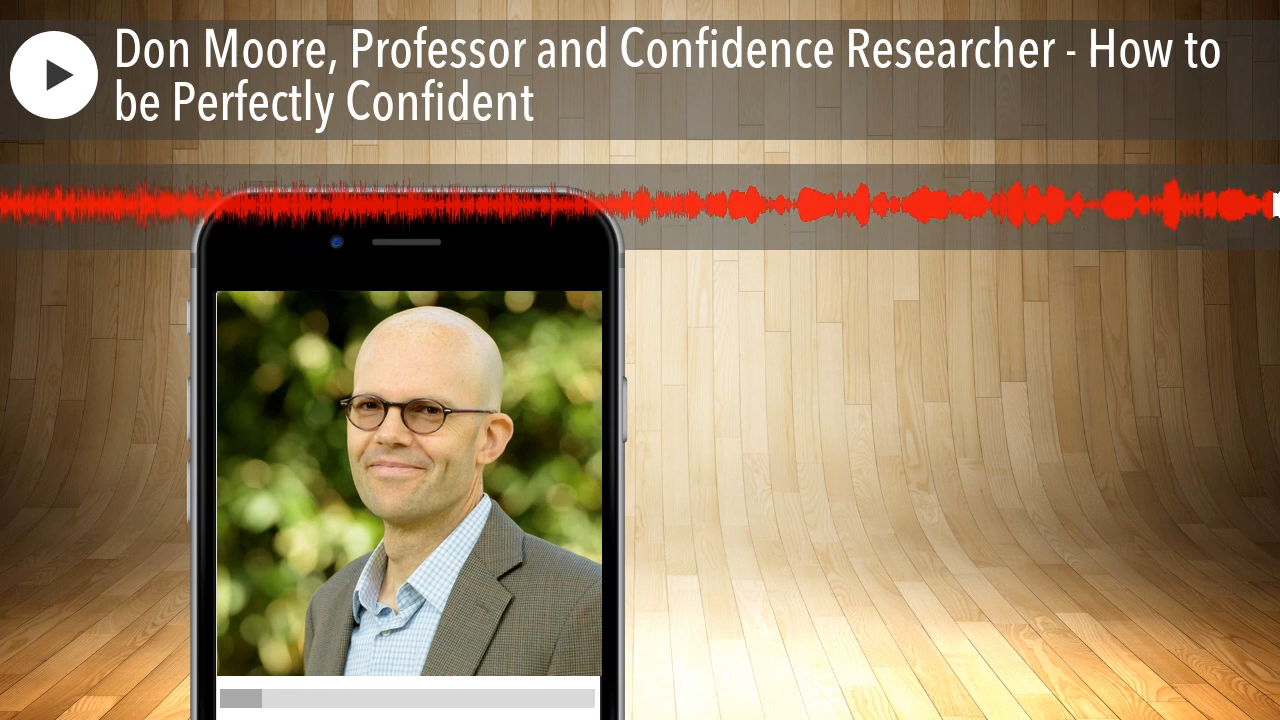 Don Moore, Professor and Confidence Researcher - How to
be Perfectly Confident